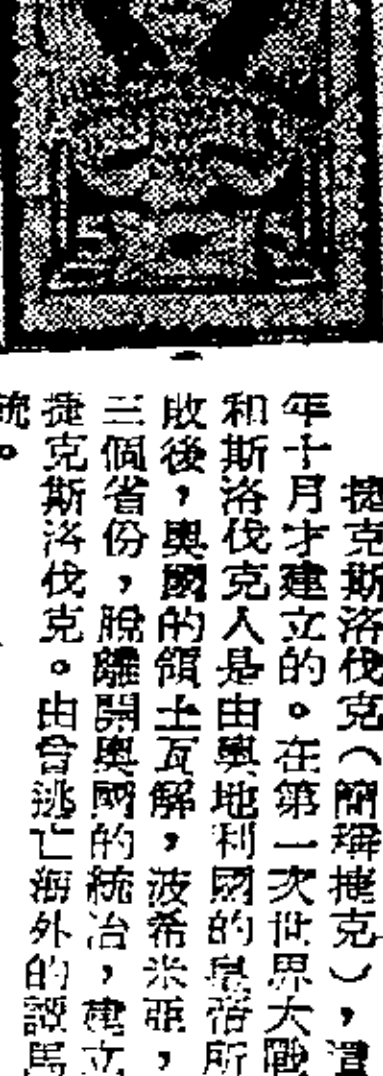 捷克斯洛伐克（簡稱捷克），這
年十月才建立的。在第一次世界大戰
和斯洛伐克人是由奧地利國的皇帝所
敗後，奧國的領土瓦解，波希米亞，
三個省份，脫離開奧國的統治，建立
捷克斯洛伐克。由曾逃亡海外的
統。